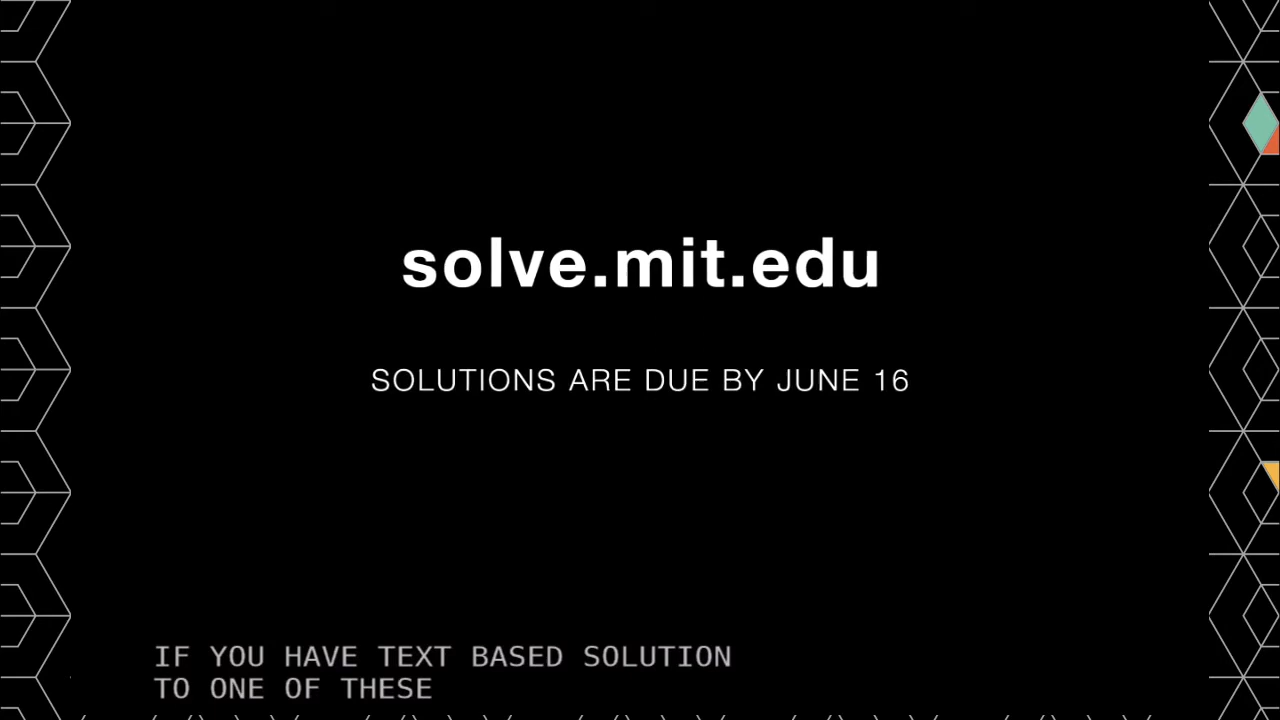 solve.mit.edu
SOLUTIONS ARE DUE BY JUNE 16
IF YOU HAVE TEXT BASED SOLUTION
TO ONE OF THESE